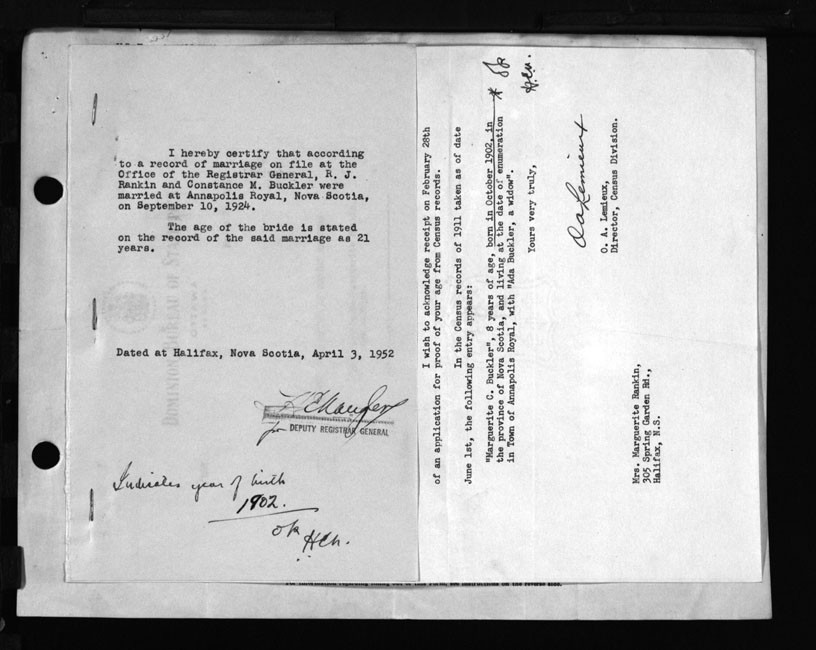 I hereby certify that according
to a record of marriage on file at the
Office of the Registrar General, R. J.
Rankin and Constance M. Buckler were
married at Annapolis Royal, Nova Scotia,
on September 10, 1924.
The age of the bride is stated
on the record of the said marriage as 21
years.
Dated at Halifax, Nova Scotia, April 3, 1952
for DEPUTY REGISTRAR GENERAL
Indicates year of birth
1902.
ok
HCh.
I wish to acknowledge receipt on February 28th
of an application for proof of your age from Census records.
In the Census records of 1911 taken as of date
June 1st, the following entry appears:
"Marguerite C. Buckler", 8 years of age, born in October 1902, in * ok
the province of Nova Scotia, and living at the date of enumeration
in Town of Annapolis Royal, with "Ada Buckler, a widow".
HCh.
Yours very truly,
O A Lemieux
O. A. Lemieux,
Director, Census Division.
Mrs. Marguerite Rankin,
305 Spring Garden Rd.,
Halifax, N.S.